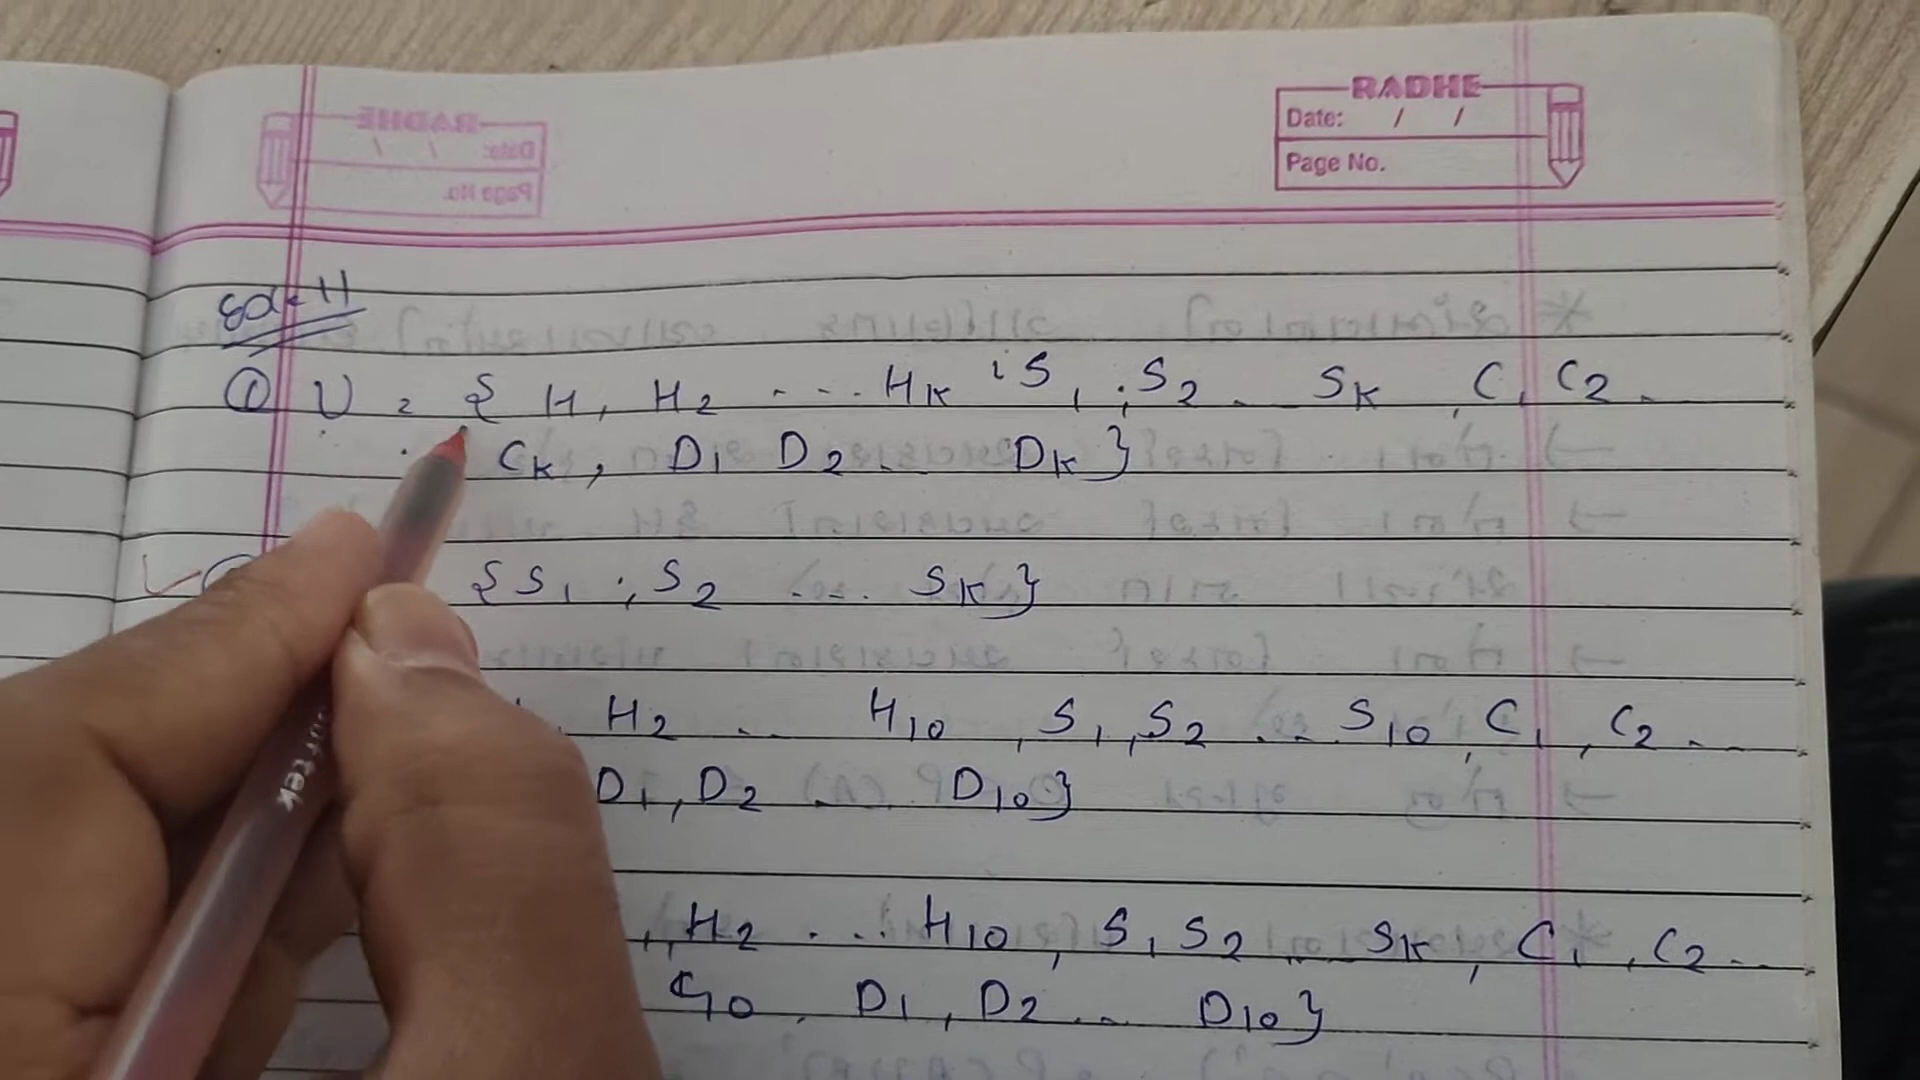 RADHE
Date: / /
Page No.
① U = { H1 H2 ... HK S1, S2 .. SK, C1 C2 ..
CK, D1 D2 .. DK }
{ S1, S2 ... SK }
, H2 .. H10, S1, S2 ... S10, C1, C2 ...
D1, D2 . D10 }
, H2 ... H10, S1 S2 .. SK, C1, C2 ...
C10, D1, D2 ... D10 }
ourtek